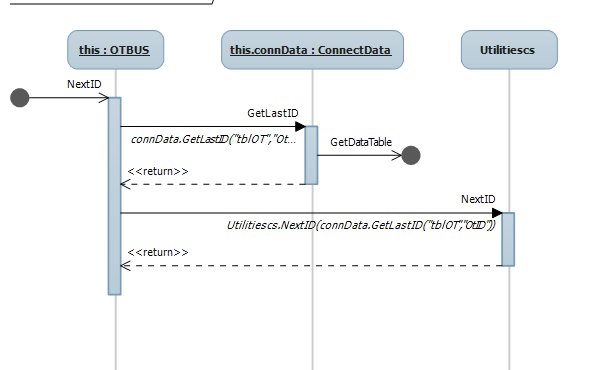 this : OTBUS
this.connData : ConnectData
Utilitiescs
NextID
GetLastID
connData.GetLastID("tblOT","Ot...
GetDataTable
<<return>>
NextID
Utilitiescs.NextID(connData.GetLastID("tblOT","OtID"))
<<return>>